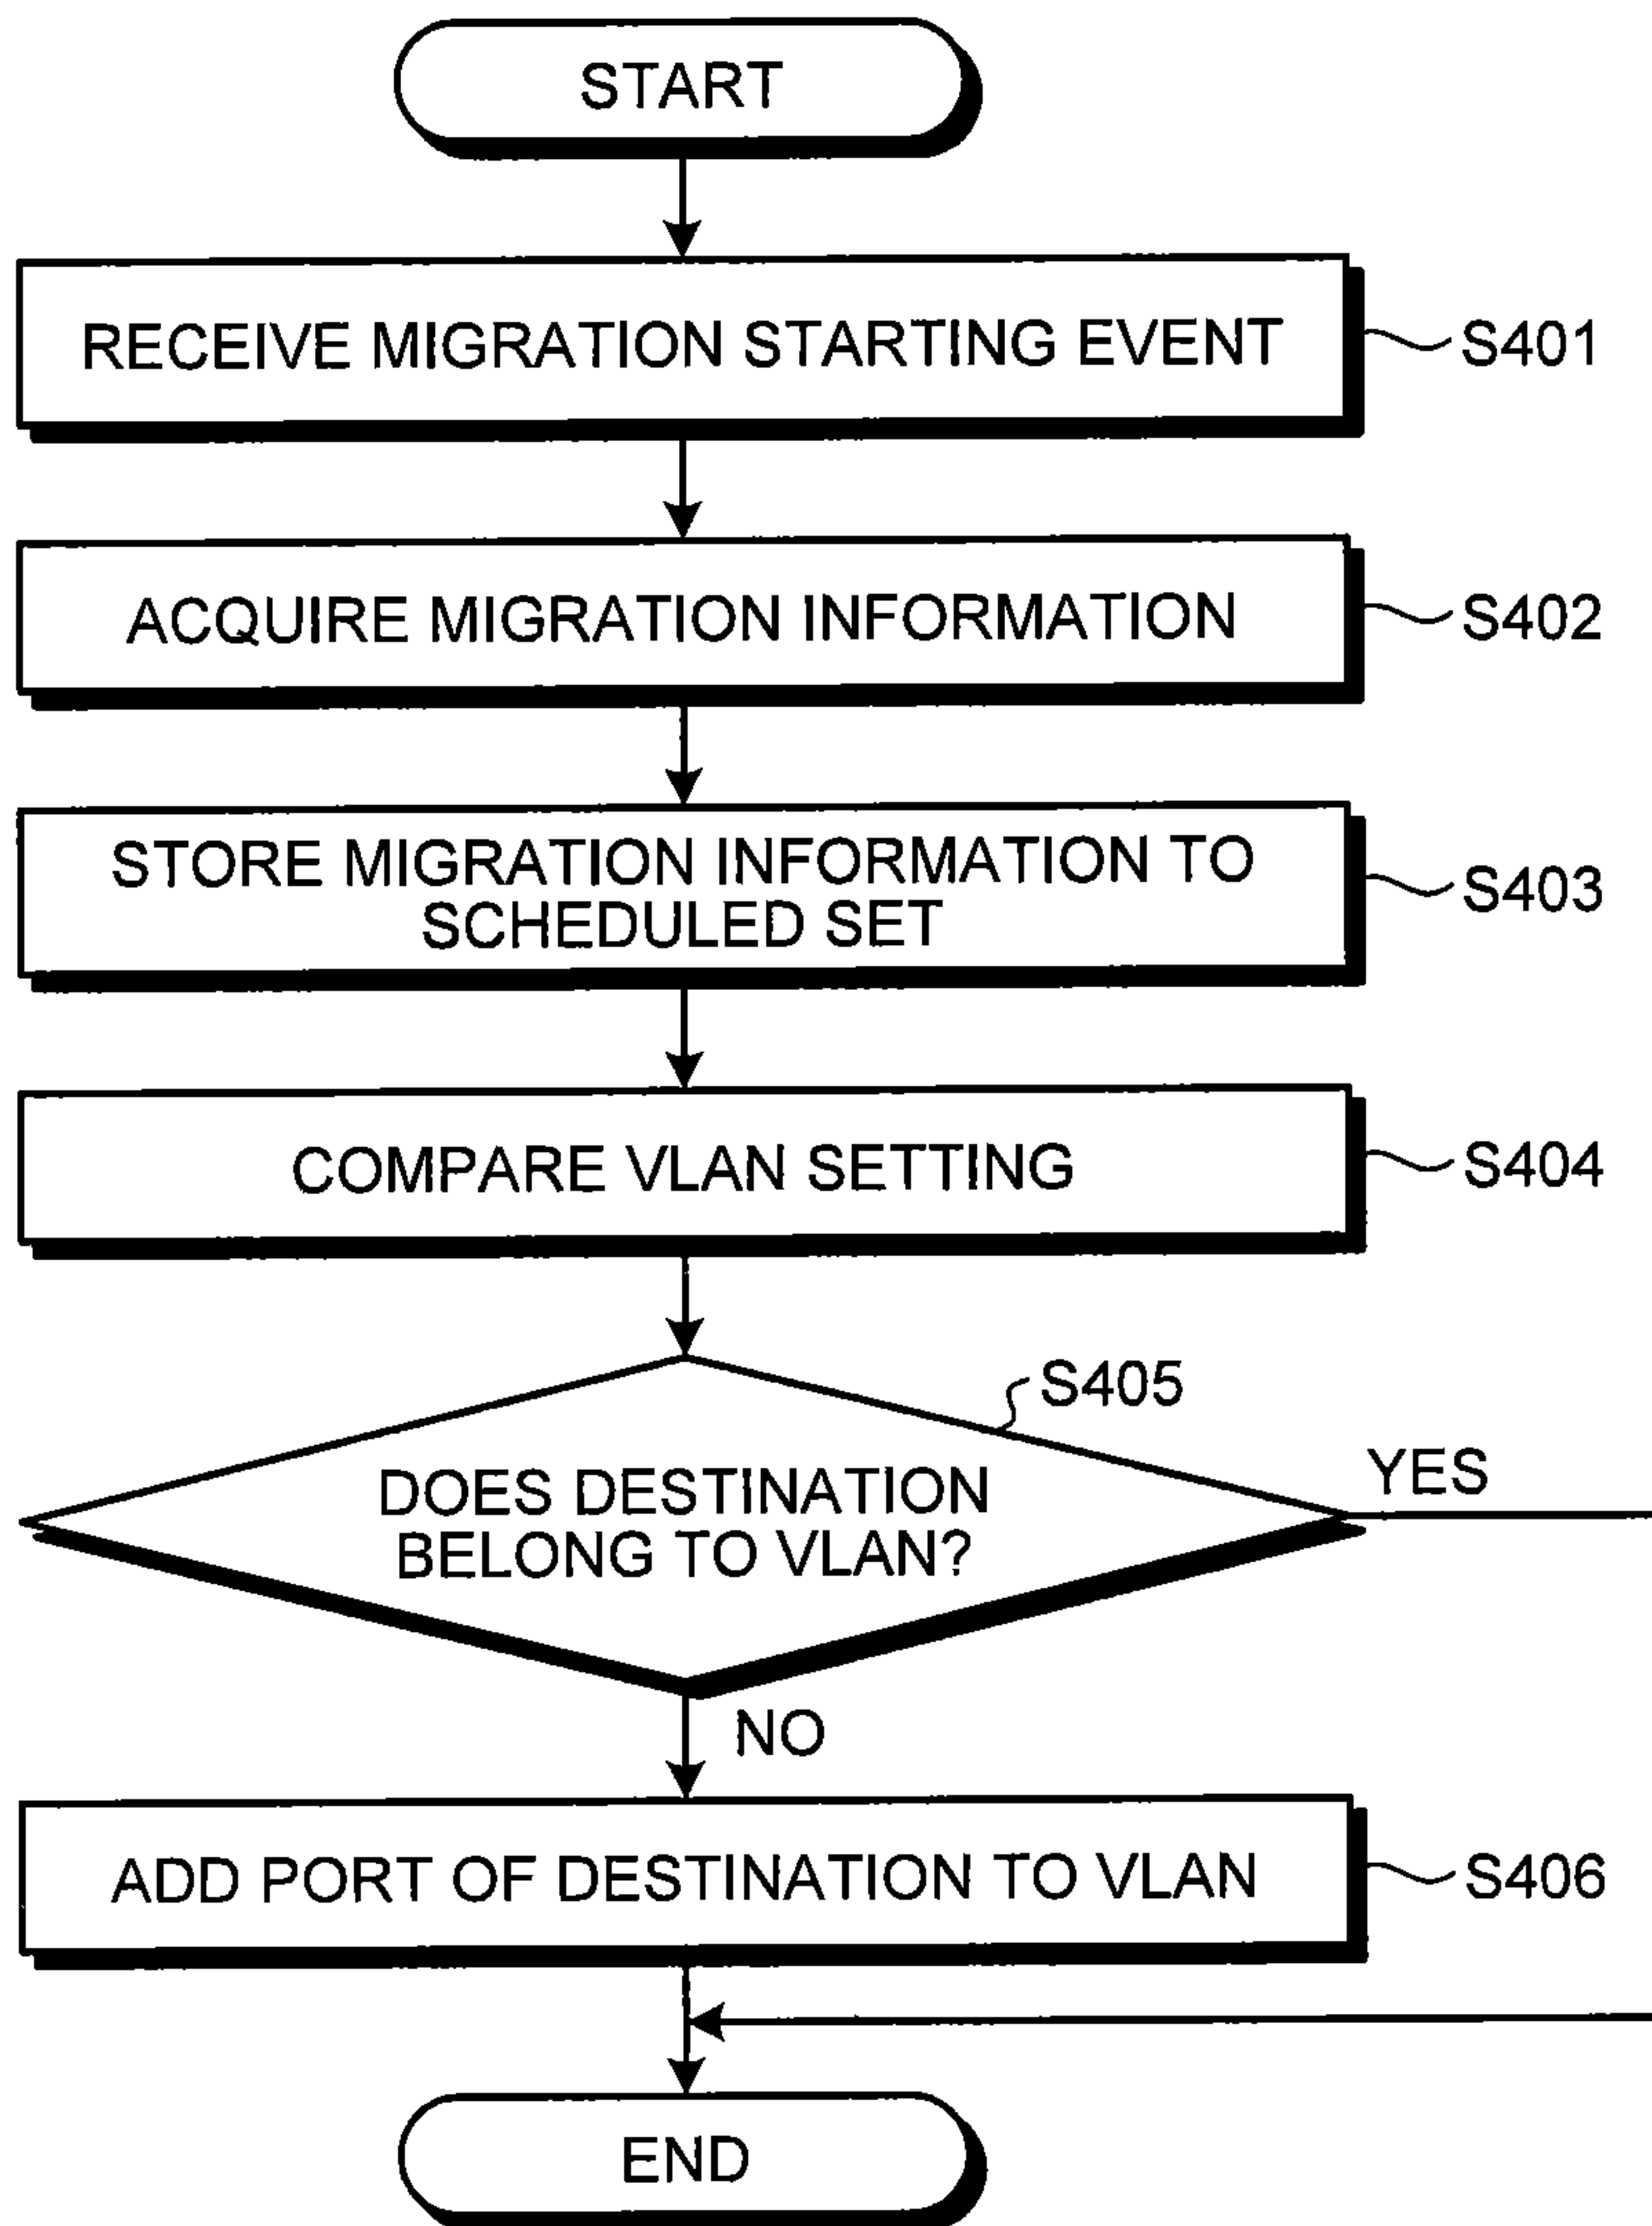 START
RECEIVE MIGRATION STARTING EVENT
S401
ACQUIRE MIGRATION INFORMATION
S402
STORE MIGRATION INFORMATION TO
SCHEDULED SET
S403
COMPARE VLAN SETTING
S404
S405
DOES DESTINATION
BELONG TO VLAN?
YES
NO
ADD PORT OF DESTINATION TO VLAN
S406
END